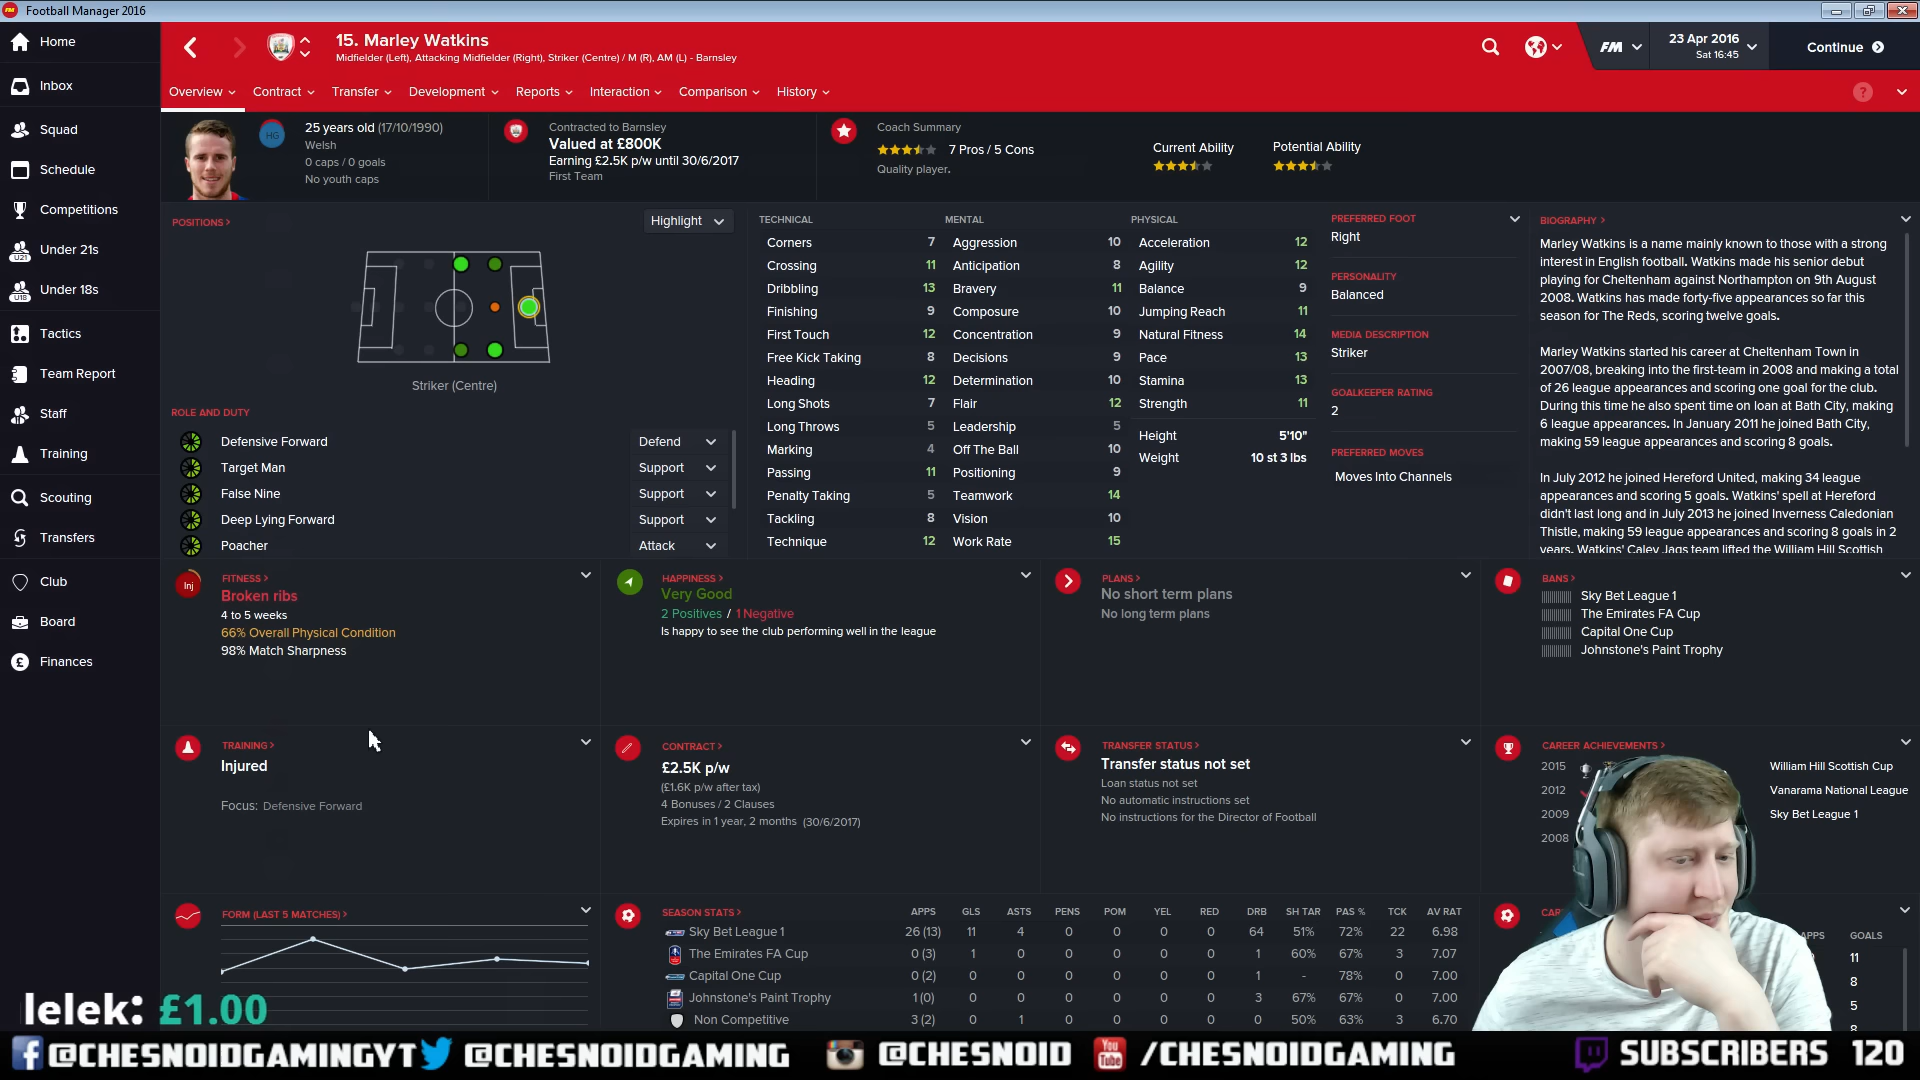 Football Manager 2016
Home
Inbox
Squad
Schedule
Competitions
Under 21s
Under 18s
Tactics
Team Report
Staff
Training
Scouting
Transfers
Club
Board
Finances
15. Marley Watkins
Midfielder (Left), Attacking Midfielder (Right), Striker (Centre) / M (R), AM (L) - Barnsley
FM
23 Apr 2016
Sat 16:45
Continue
Overview Contract Transfer Development Reports Interaction Comparison History
?
HG
25 years old (17/10/1990)
Welsh
0 caps / 0 goals
No youth caps
Contracted to Barnsley
Valued at £800K
Earning £2.5K p/w until 30/6/2017
First Team
Coach Summary
7 Pros / 5 Cons
Quality player.
Current Ability
Potential Ability
POSITIONS >
Highlight
Striker (Centre)
ROLE AND DUTY
Defensive Forward Defend
Target Man Support
False Nine Support
Deep Lying Forward Support
Poacher Attack
TECHNICAL
Corners 7
Crossing 11
Dribbling 13
Finishing 9
First Touch 12
Free Kick Taking 8
Heading 12
Long Shots 7
Long Throws 5
Marking 4
Passing 11
Penalty Taking 5
Tackling 8
Technique 12
MENTAL
Aggression 10
Anticipation 8
Bravery 11
Composure 10
Concentration 9
Decisions 9
Determination 10
Flair 12
Leadership 5
Off The Ball 10
Positioning 9
Teamwork 14
Vision 10
Work Rate 15
PHYSICAL
Acceleration 12
Agility 12
Balance 9
Jumping Reach 11
Natural Fitness 14
Pace 13
Stamina 13
Strength 11
Height 5'10"
Weight 10 st 3 lbs
PREFERRED FOOT
Right
PERSONALITY
Balanced
MEDIA DESCRIPTION
Striker
GOALKEEPER RATING
2
PREFERRED MOVES
Moves Into Channels
BIOGRAPHY >
Marley Watkins is a name mainly known to those with a strong
interest in English football. Watkins made his senior debut
playing for Cheltenham against Northampton on 9th August
2008. Watkins has made forty-five appearances so far this
season for The Reds, scoring twelve goals.
Marley Watkins started his career at Cheltenham Town in
2007/08, breaking into the first-team in 2008 and making a total
of 26 league appearances and scoring one goal for the club.
During this time he also spent time on loan at Bath City, making
6 league appearances. In January 2011 he joined Bath City,
making 59 league appearances and scoring 8 goals.
In July 2012 he joined Hereford United, making 34 league
appearances and scoring 5 goals. Watkins' spell at Hereford
didn't last long and in July 2013 he joined Inverness Caledonian
Thistle, making 59 league appearances and scoring 8 goals in 2
years. Watkins' Caley Jags team lifted the William Hill Scottish
Inj
FITNESS >
Broken ribs
4 to 5 weeks
66% Overall Physical Condition
98% Match Sharpness
HAPPINESS >
Very Good
2 Positives / 1 Negative
Is happy to see the club performing well in the league
PLANS >
No short term plans
No long term plans
BANS >
Sky Bet League 1
The Emirates FA Cup
Capital One Cup
Johnstone's Paint Trophy
TRAINING >
Injured
Focus: Defensive Forward
CONTRACT >
£2.5K p/w
(£1.6K p/w after tax)
4 Bonuses / 2 Clauses
Expires in 1 year, 2 months (30/6/2017)
TRANSFER STATUS >
Transfer status not set
Loan status not set
No automatic instructions set
No instructions for the Director of Football
CAREER ACHIEVEMENTS >
2015 William Hill Scottish Cup
2012 Vanarama National League
2009 Sky Bet League 1
2008
FORM (LAST 5 MATCHES) >
SEASON STATS > APPS GLS ASTS PENS POM YEL RED DRB SH TAR PAS % TCK AV RAT
Sky Bet League 1 26 (13) 11 4 0 0 0 0 64 51% 72% 22 6.98
The Emirates FA Cup 0 (3) 1 0 0 0 0 0 1 60% 67% 3 7.07
Capital One Cup 0 (2) 0 0 0 0 0 0 1 - 78% 0 7.00
Johnstone's Paint Trophy 1 (0) 0 0 0 0 0 0 3 67% 67% 0 7.00
Non Competitive 3 (2) 0 1 0 0 0 0 0 50% 63% 3 6.70
APPS GOALS
11
8
5
8
lelek: £1.00
@CHESNOIDGAMINGYT @CHESNOIDGAMING @CHESNOID /CHESNOIDGAMING SUBSCRIBERS 120